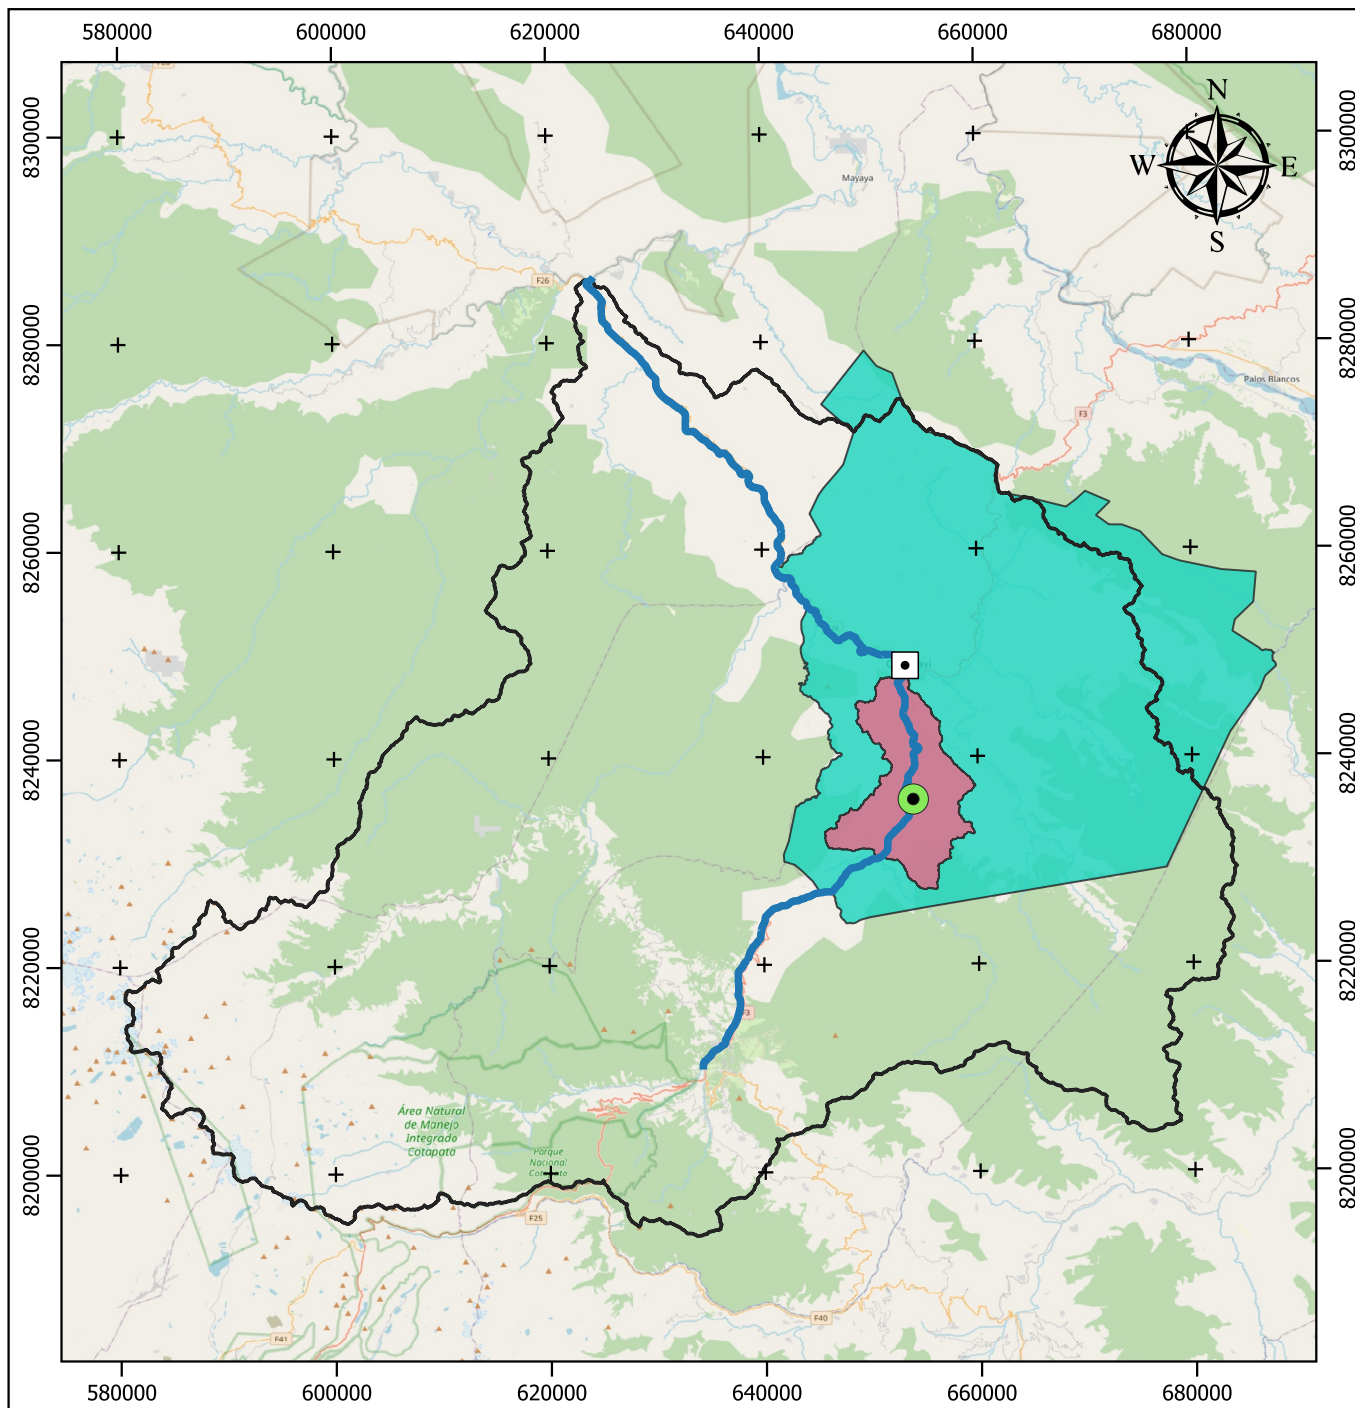 580000 600000 620000 640000 660000 680000
N
W E
S
8300000 8300000
Mayaya
F26
8280000 8280000
Palos Blancos
F3
8260000 8260000
8240000 8240000
8220000 8220000
F3
Área Natural
de Manejo
Integrado
Cotapata
Parque
Nacional
Cotapata
8200000 8200000
F25
F40
F41
580000 600000 620000 640000 660000 680000